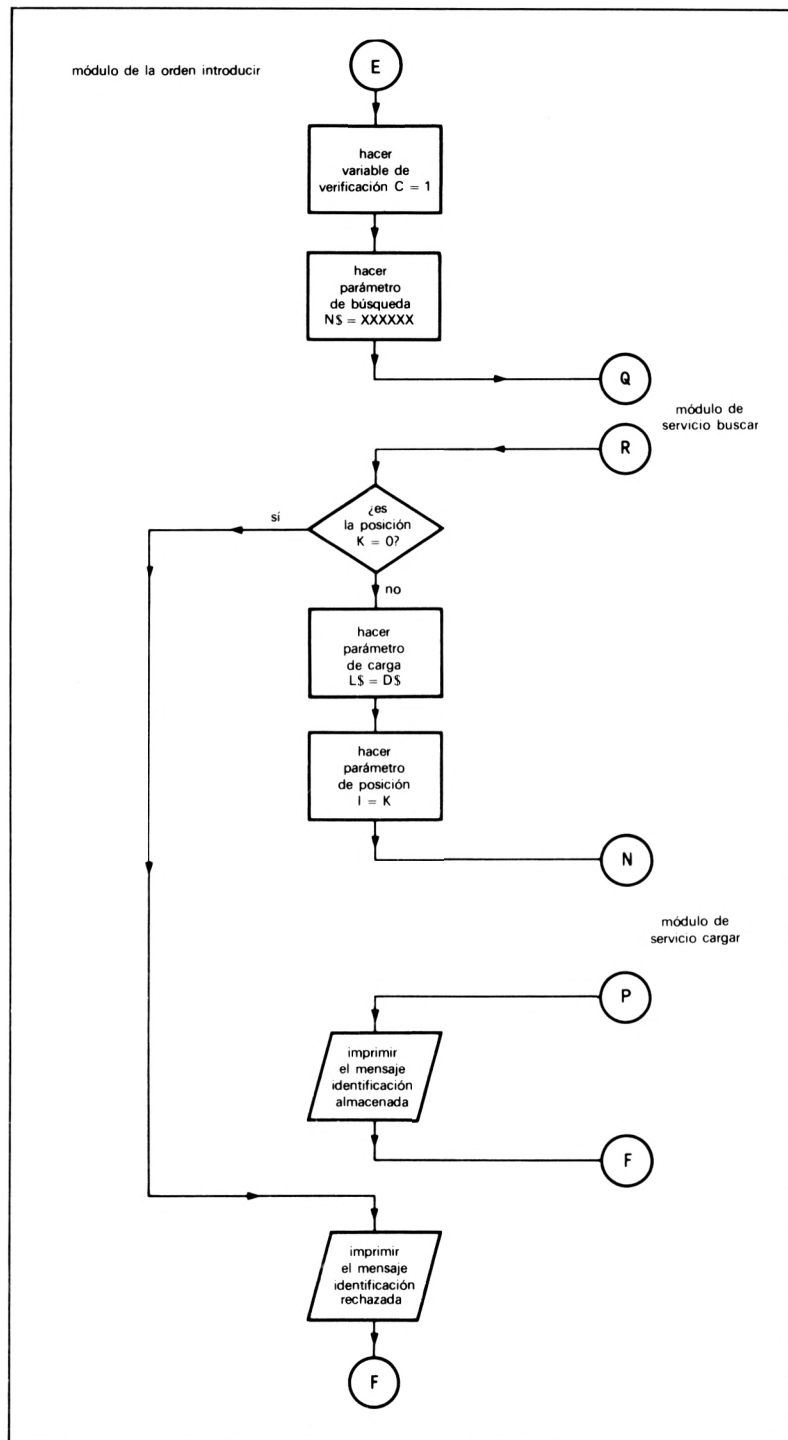 módulo de la orden introducir
E
hacer
variable de
verificación C = 1
hacer
parámetro
de búsqueda
N$ = XXXXXX
Q
módulo de
servicio buscar
R
¿es
la posición
K = 0?
sí
no
hacer
parámetro
de carga
L$ = D$
hacer
parámetro
de posición
I = K
N
módulo de
servicio cargar
P
imprimir
el mensaje
identificación
almacenada
F
imprimir
el mensaje
identificación
rechazada
F